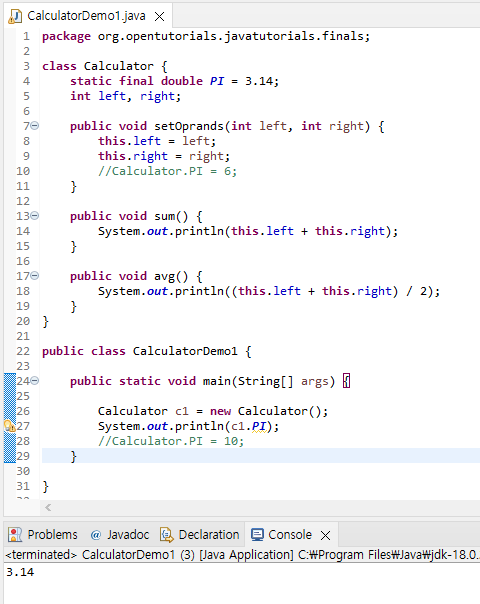 CalculatorDemo1.java
1 package org.opentutorials.javatutorials.finals;
2
3 class Calculator {
4     static final double PI = 3.14;
5     int left, right;
6
7     public void setOprands(int left, int right) {
8         this.left = left;
9         this.right = right;
10         //Calculator.PI = 6;
11     }
12
13     public void sum() {
14         System.out.println(this.left + this.right);
15     }
16
17     public void avg() {
18         System.out.println((this.left + this.right) / 2);
19     }
20 }
21
22 public class CalculatorDemo1 {
23
24     public static void main(String[] args) {
25
26         Calculator c1 = new Calculator();
27         System.out.println(c1.PI);
28         //Calculator.PI = 10;
29     }
30
31 }
Problems @ Javadoc Declaration Console
<terminated> CalculatorDemo1 (3) [Java Application] C:₩Program Files₩Java₩jdk-18.0..
3.14